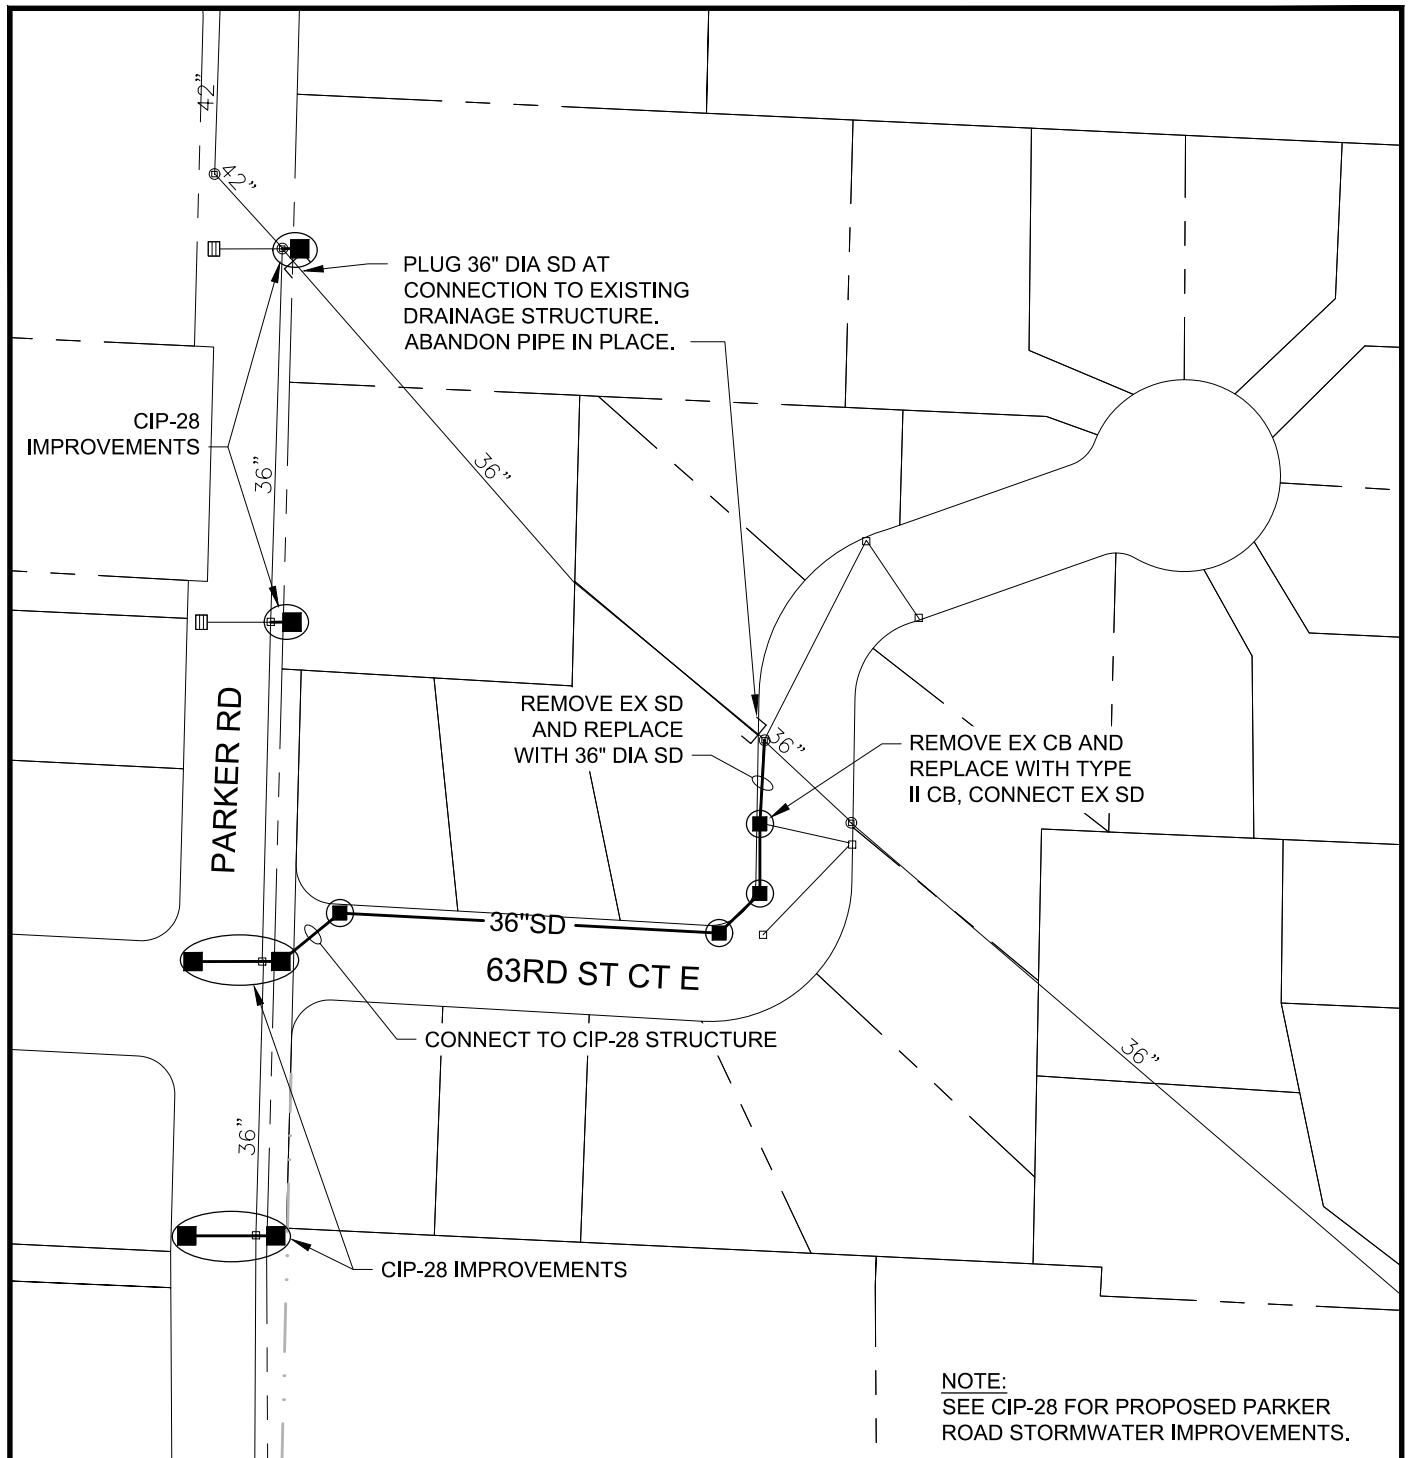 42”
42”
PLUG 36" DIA SD AT
CONNECTION TO EXISTING
DRAINAGE STRUCTURE.
ABANDON PIPE IN PLACE.
CIP-28
IMPROVEMENTS
36”
36”
PARKER RD
REMOVE EX SD
AND REPLACE
WITH 36" DIA SD
36”
REMOVE EX CB AND
REPLACE WITH TYPE
II CB, CONNECT EX SD
36"SD
63RD ST CT E
CONNECT TO CIP-28 STRUCTURE
36”
36”
CIP-28 IMPROVEMENTS
NOTE:
SEE CIP-28 FOR PROPOSED PARKER
ROAD STORMWATER IMPROVEMENTS.